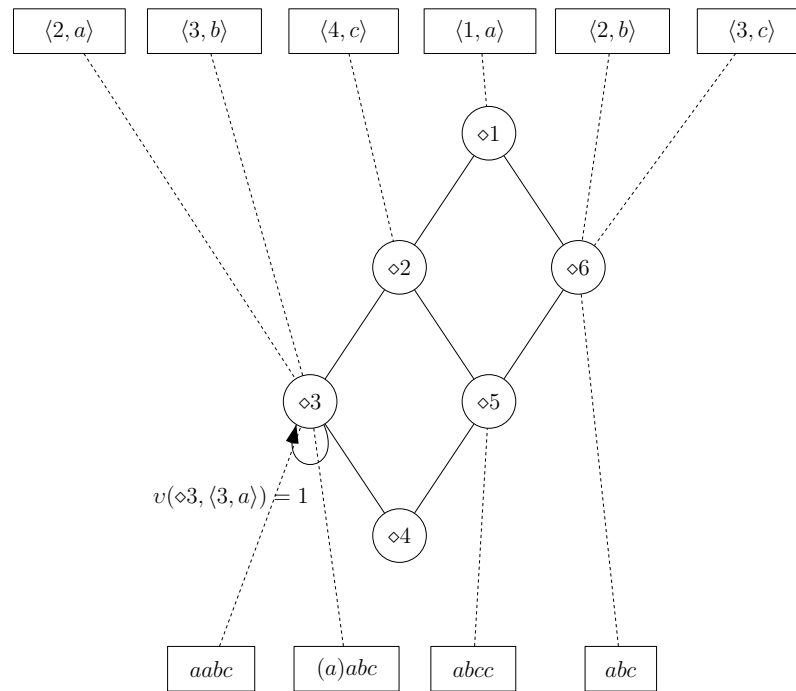 ⟨2, a⟩ ⟨3, b⟩ ⟨4, c⟩ ⟨1, a⟩ ⟨2, b⟩ ⟨3, c⟩
⋄1
⋄2 ⋄6
⋄3 ⋄5
υ(⋄3, ⟨3, a⟩) = 1
⋄4
aabc (a)abc abcc abc